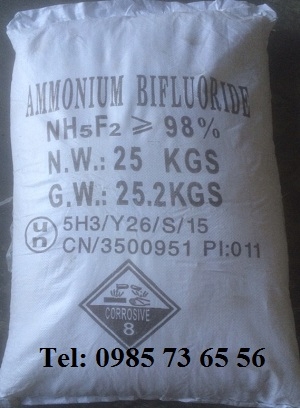 AMMONIUM BIFLUORIDE
NH₅F₂ ⩾ 98%
N.W.: 25 KGS
G.W.: 25.2KGS
un 5H3/Y26/S/15
CN/3500951 PI:011
CORROSIVE
8
Tel: 0985 73 65 56